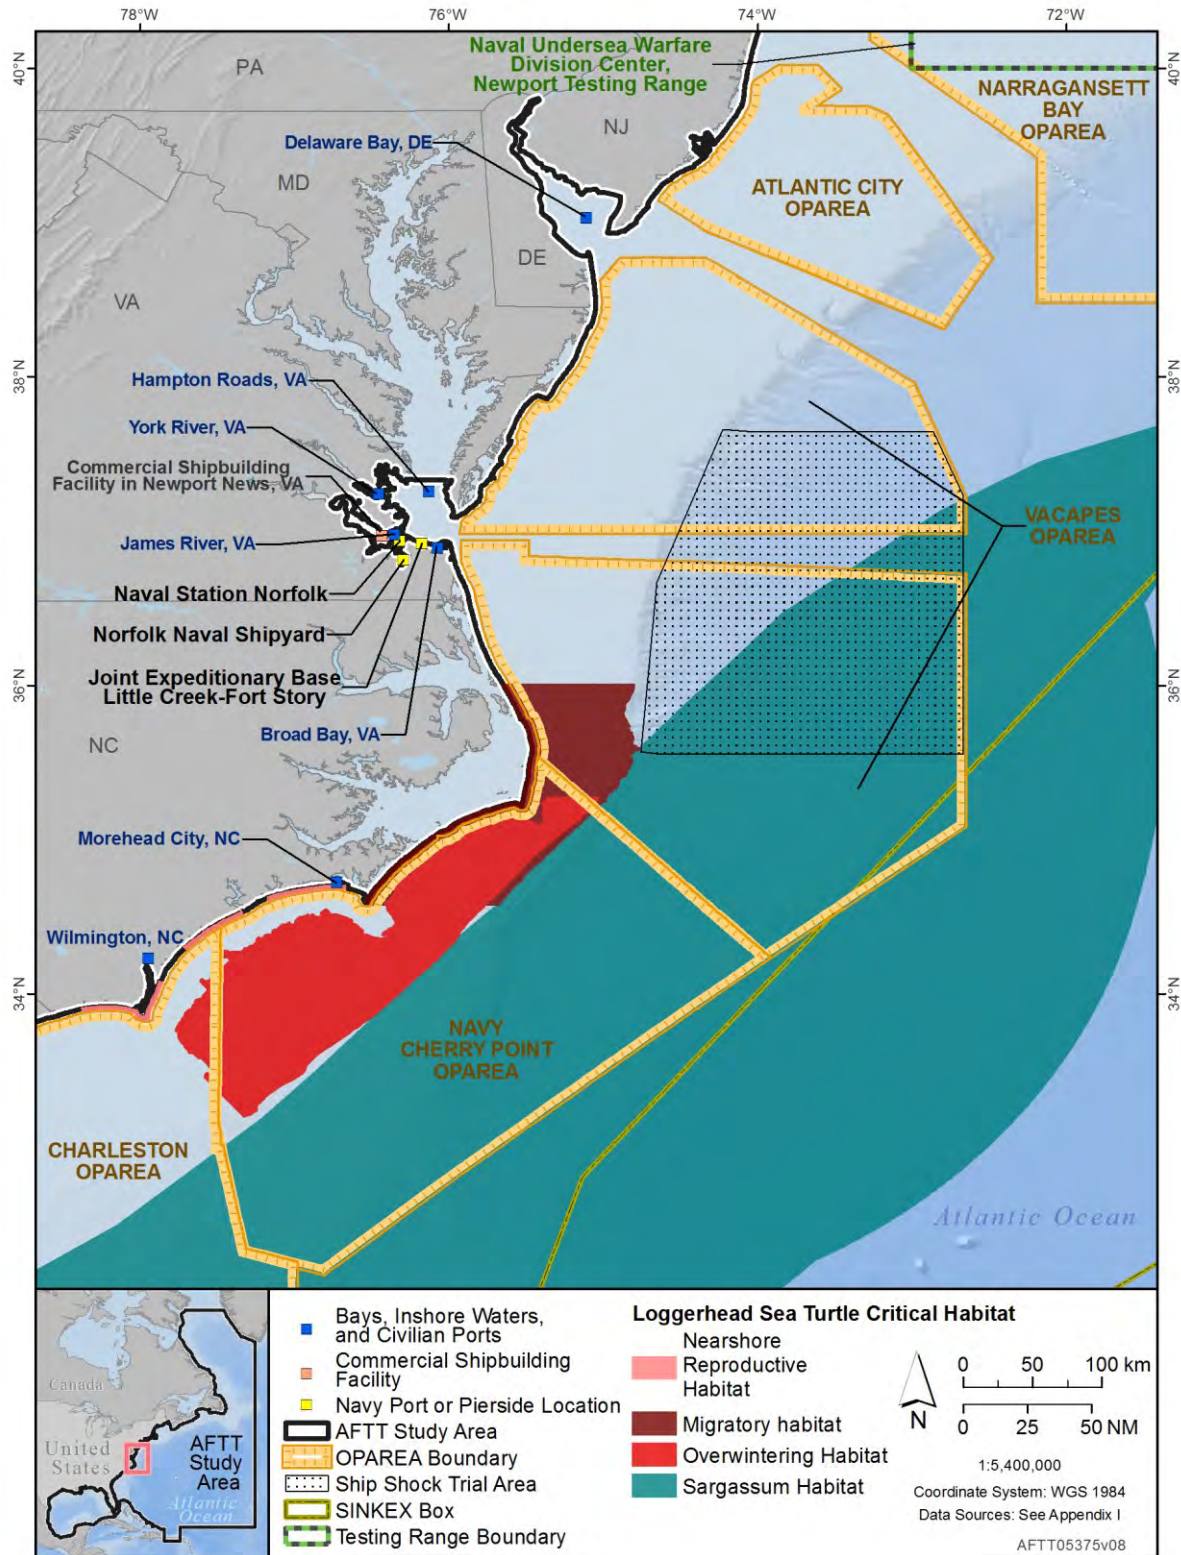 78°W
76°W
74°W
72°W
40°N
40°N
38°N
38°N
36°N
36°N
34°N
34°N
PA
NJ
MD
DE
VA
NC
Naval Undersea Warfare
Division Center,
Newport Testing Range
NARRAGANSETT
BAY
OPAREA
Delaware Bay, DE
ATLANTIC CITY
OPAREA
Hampton Roads, VA
York River, VA
Commercial Shipbuilding
Facility in Newport News, VA
James River, VA
VACAPES
OPAREA
Naval Station Norfolk
Norfolk Naval Shipyard
Joint Expeditionary Base
Little Creek-Fort Story
Broad Bay, VA
Morehead City, NC
Wilmington, NC
NAVY
CHERRY POINT
OPAREA
CHARLESTON
OPAREA
Atlantic Ocean
Canada
United
States
AFTT
Study
Area
Atlantic
Ocean
Bays, Inshore Waters,
and Civilian Ports
Commercial Shipbuilding
Facility
Navy Port or Pierside Location
AFTT Study Area
OPAREA Boundary
Ship Shock Trial Area
SINKEX Box
Testing Range Boundary
Loggerhead Sea Turtle Critical Habitat
Nearshore
Reproductive
Habitat
Migratory habitat
Overwintering Habitat
Sargassum Habitat
N
0 50 100 km
0 25 50 NM
1:5,400,000
Coordinate System: WGS 1984
Data Sources: See Appendix I
AFTT05375v08